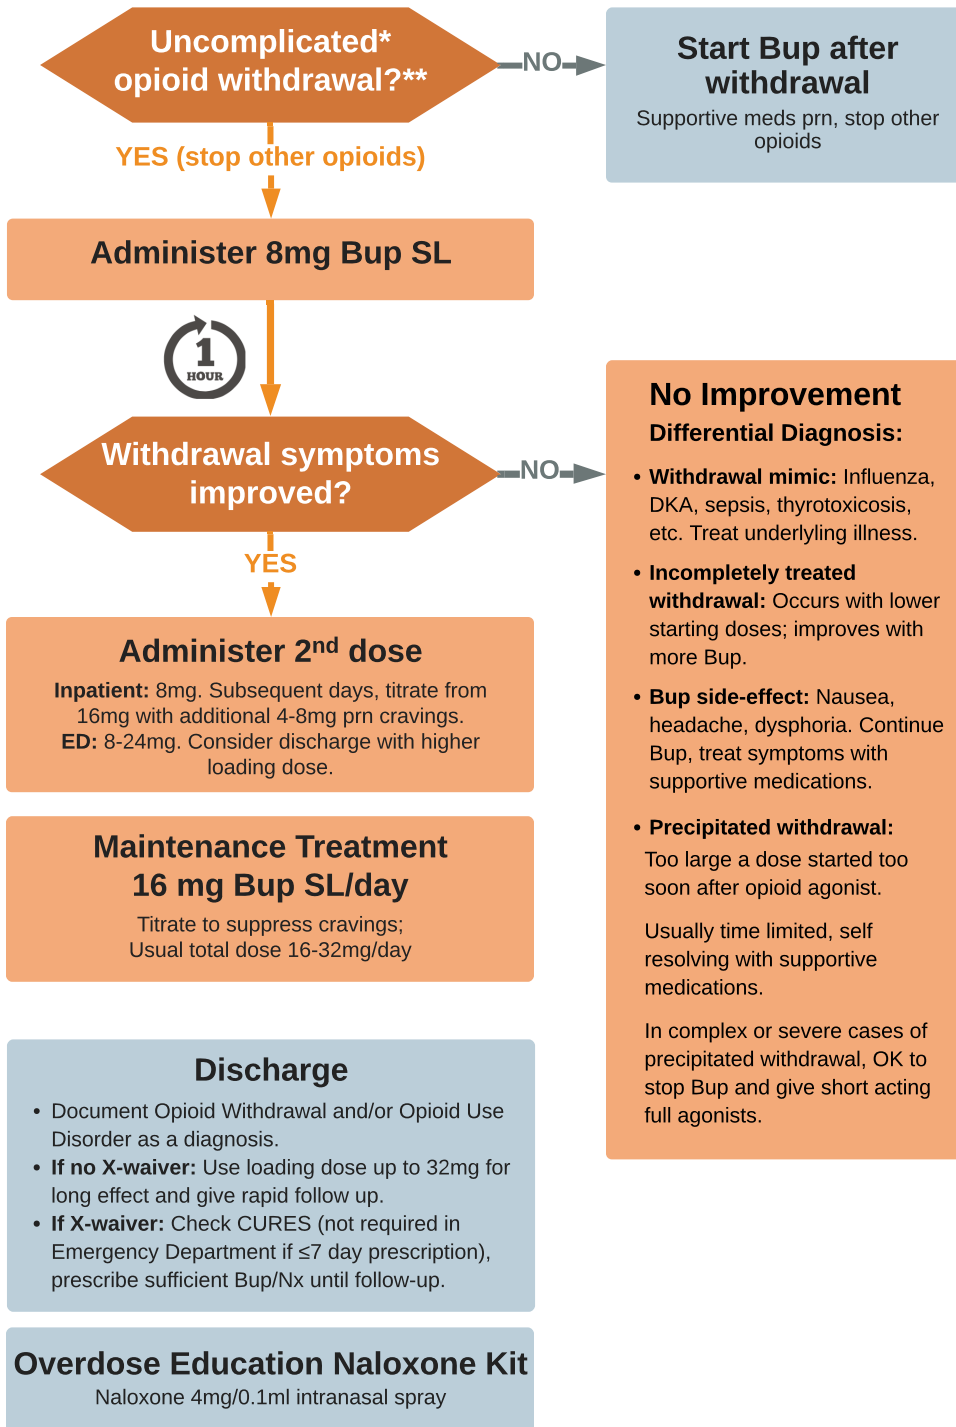 Uncomplicated*
opioid withdrawal?**
NO
Start Bup after
withdrawal
Supportive meds prn, stop other
opioids
YES (stop other opioids)
Administer 8mg Bup SL
1
HOUR
Withdrawal symptoms
improved?
NO
YES
No Improvement
Differential Diagnosis:
• Withdrawal mimic: Influenza,
DKA, sepsis, thyrotoxicosis,
etc. Treat underlyling illness.
• Incompletely treated
withdrawal: Occurs with lower
starting doses; improves with
more Bup.
• Bup side-effect: Nausea,
headache, dysphoria. Continue
Bup, treat symptoms with
supportive medications.
• Precipitated withdrawal:
Too large a dose started too
soon after opioid agonist.
Usually time limited, self
resolving with supportive
medications.
In complex or severe cases of
precipitated withdrawal, OK to
stop Bup and give short acting
full agonists.
Administer 2nd dose
Inpatient: 8mg. Subsequent days, titrate from
16mg with additional 4-8mg prn cravings.
ED: 8-24mg. Consider discharge with higher
loading dose.
Maintenance Treatment
16 mg Bup SL/day
Titrate to suppress cravings;
Usual total dose 16-32mg/day
Discharge
• Document Opioid Withdrawal and/or Opioid Use
Disorder as a diagnosis.
• If no X-waiver: Use loading dose up to 32mg for
long effect and give rapid follow up.
• If X-waiver: Check CURES (not required in
Emergency Department if ≤7 day prescription),
prescribe sufficient Bup/Nx until follow-up.
Overdose Education Naloxone Kit
Naloxone 4mg/0.1ml intranasal spray